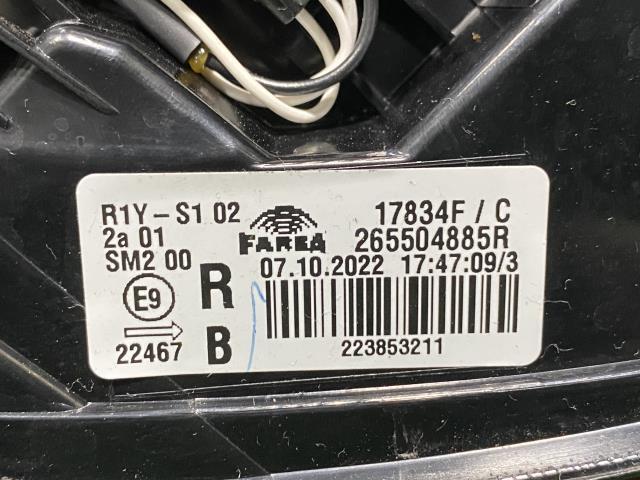 R1Y - S1 02
2a 01
SM2 00
E9
22467
R
B
FARBA
17834F / C
265504885R
07.10.2022 17:47:09/3
223853211